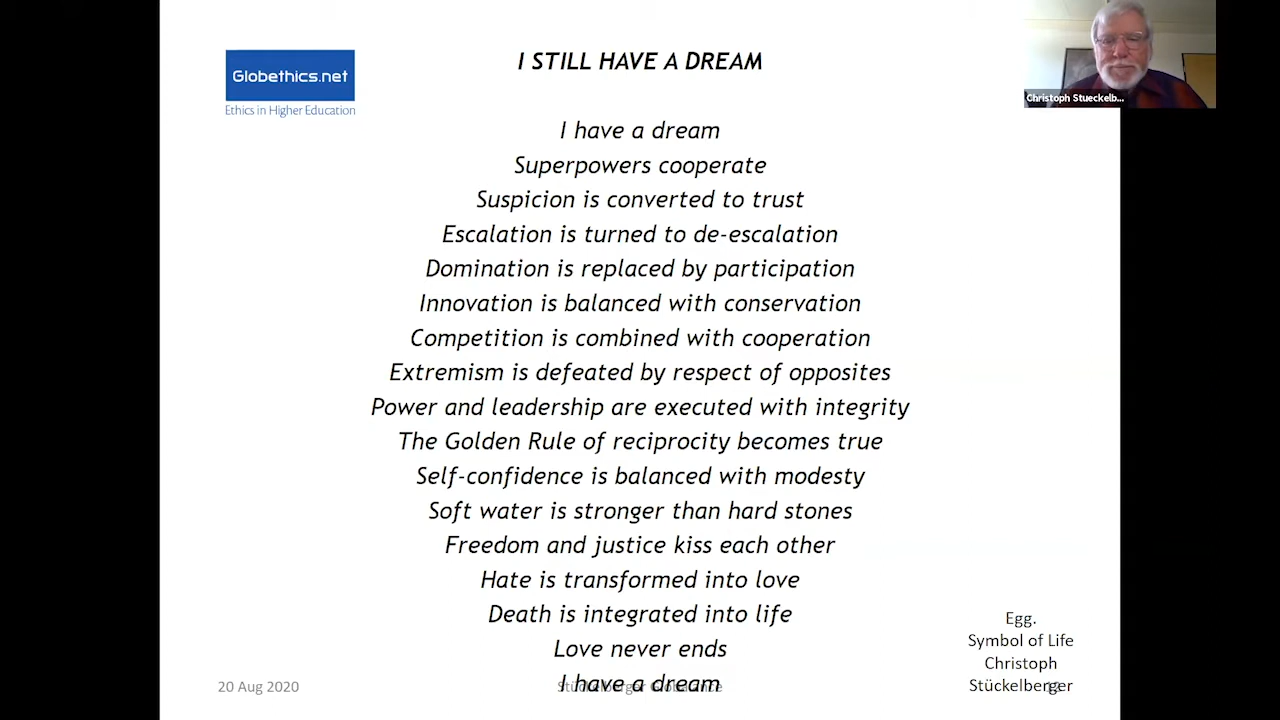 Globethics.net
Ethics in Higher Education
I STILL HAVE A DREAM
Christoph Stueckelb...
I have a dream
Superpowers cooperate
Suspicion is converted to trust
Escalation is turned to de-escalation
Domination is replaced by participation
Innovation is balanced with conservation
Competition is combined with cooperation
Extremism is defeated by respect of opposites
Power and leadership are executed with integrity
The Golden Rule of reciprocity becomes true
Self-confidence is balanced with modesty
Soft water is stronger than hard stones
Freedom and justice kiss each other
Hate is transformed into love
Death is integrated into life
Love never ends
I have a dream
Egg.
Symbol of Life
Christoph
Stückelberger
20 Aug 2020